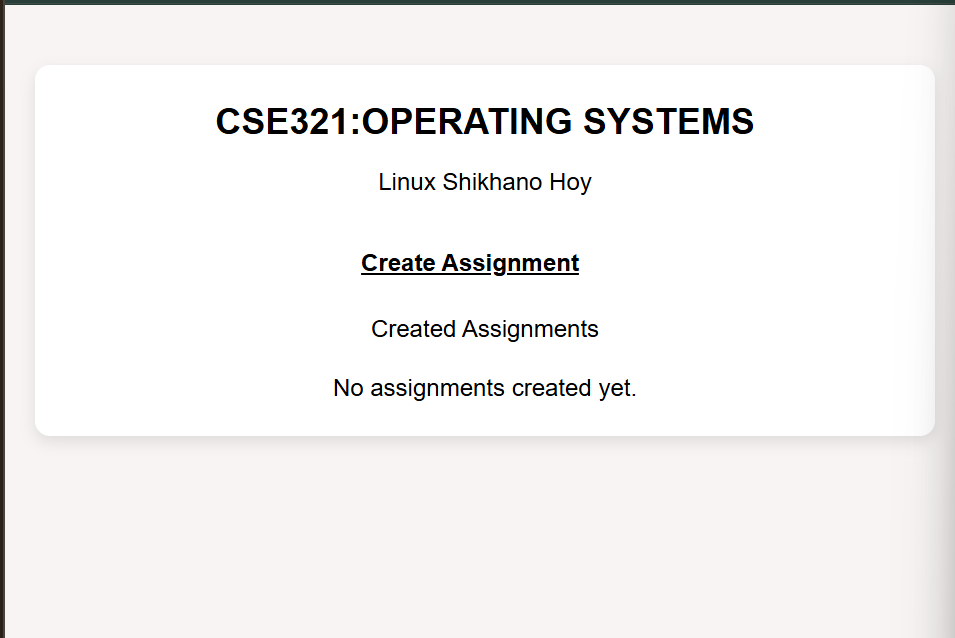 CSE321:OPERATING SYSTEMS
Linux Shikhano Hoy
Create Assignment
Created Assignments
No assignments created yet.